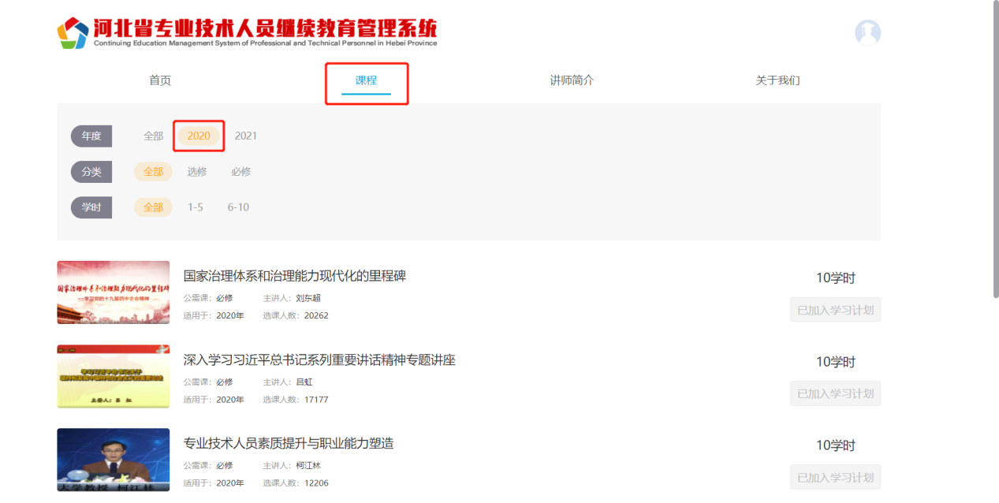 河北省专业技术人员继续教育管理系统
Continuing Education Management System of Professional and Technical Personnel in Hebei Province
首页 课程 讲师简介 关于我们
年度 全部 2020 2021
分类 全部 选修 必修
学时 全部 1-5 6-10
国家治理体系和治理能力现代化的里程碑
——学习党的十九届四中全会精神
国家治理体系和治理能力现代化的里程碑
10学时
公需课：必修 主讲人：刘东超
已加入学习计划
适用于：2020年 选课人数：20262
主讲人：吕 虹
深入学习习近平总书记系列重要讲话精神专题讲座
10学时
公需课：必修 主讲人：吕虹
已加入学习计划
适用于：2020年 选课人数：17177
大学教授 柯江林
专业技术人员素质提升与职业能力塑造
10学时
公需课：必修 主讲人：柯江林
已加入学习计划
适用于：2020年 选课人数：12206